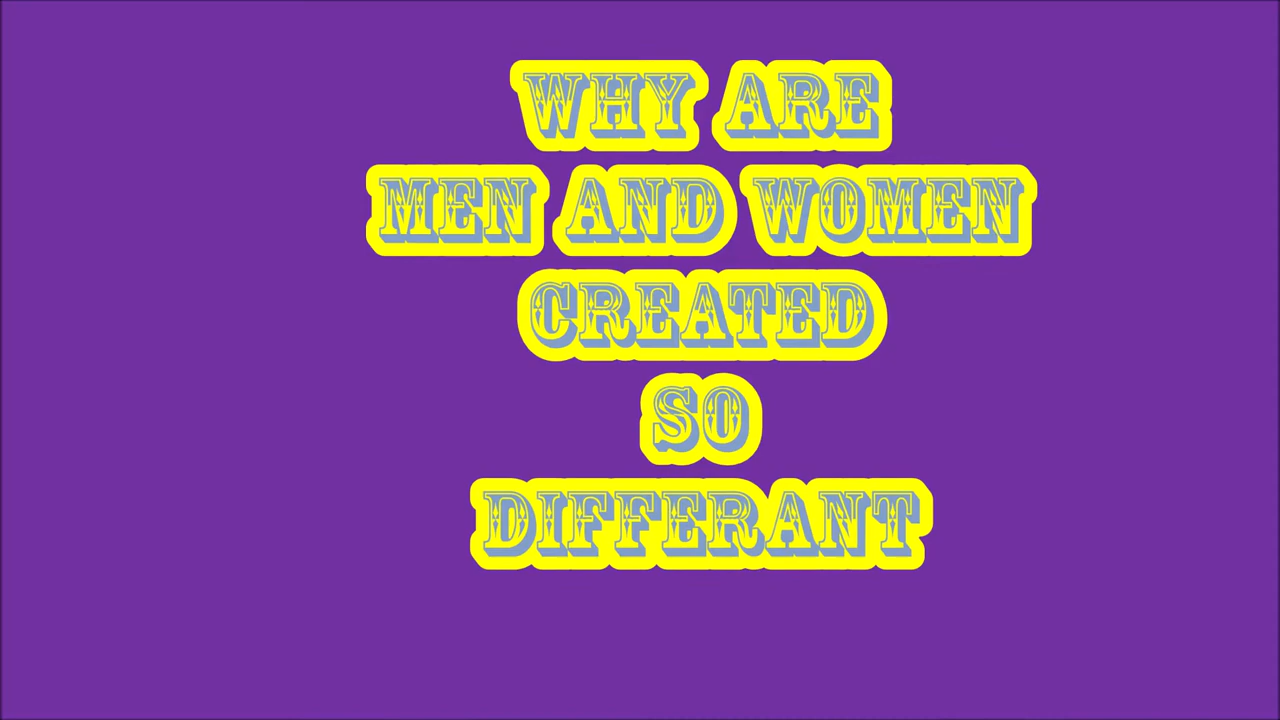 WHY ARE
MEN AND WOMEN
CREATED
SO
DIFFERANT